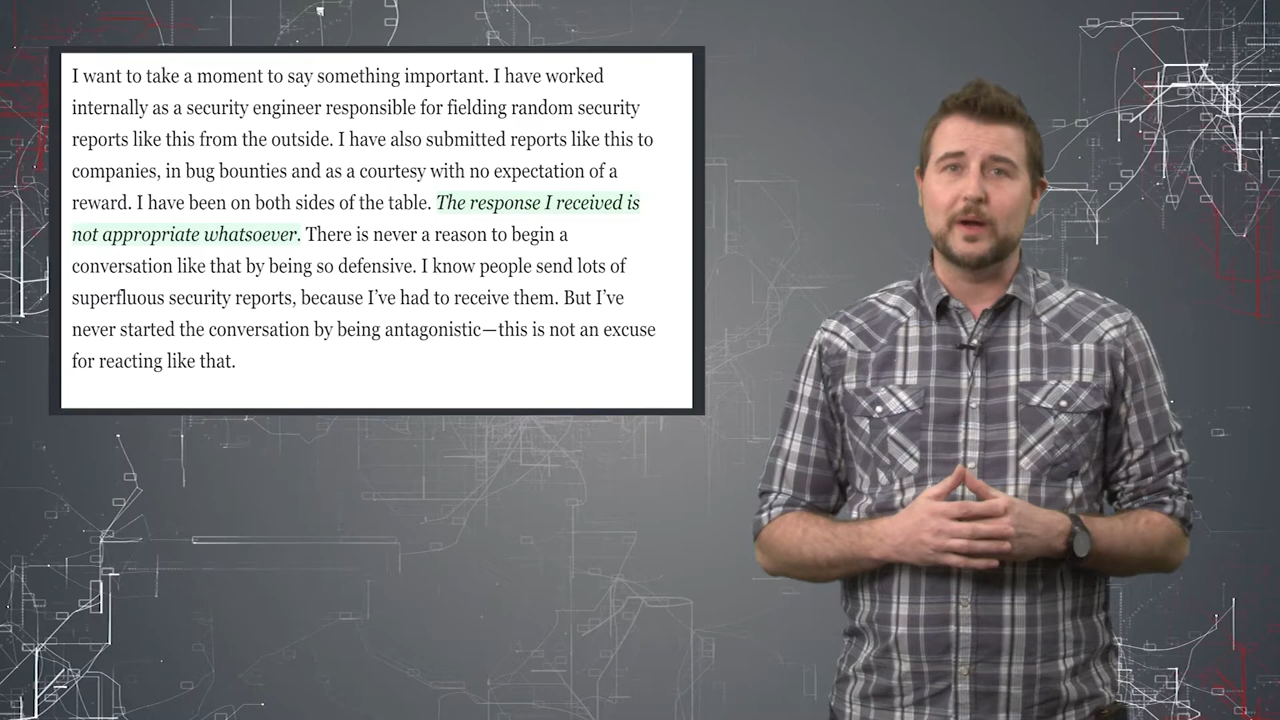 I want to take a moment to say something important. I have worked
internally as a security engineer responsible for fielding random security
reports like this from the outside. I have also submitted reports like this to
companies, in bug bounties and as a courtesy with no expectation of a
reward. I have been on both sides of the table. The response I received is
not appropriate whatsoever. There is never a reason to begin a
conversation like that by being so defensive. I know people send lots of
superfluous security reports, because I’ve had to receive them. But I’ve
never started the conversation by being antagonistic—this is not an excuse
for reacting like that.